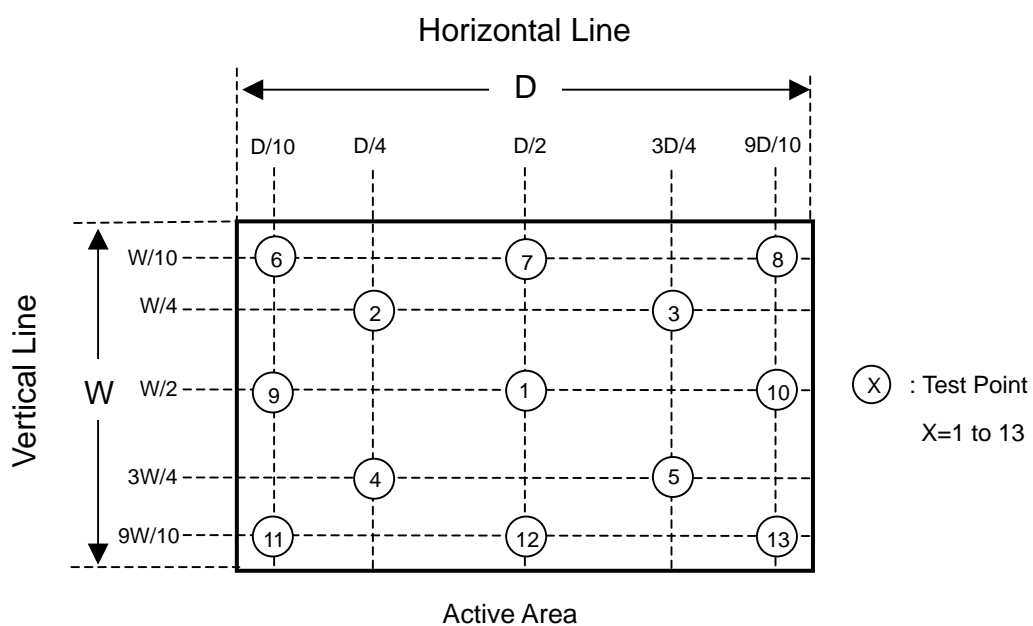 Horizontal Line
D
D/10 D/4 D/2 3D/4 9D/10
Vertical Line
W
W/10 6 7 8
W/4 2 3
W/2 9 1 10
3W/4 4 5
9W/10 11 12 13
X : Test Point
X=1 to 13
Active Area